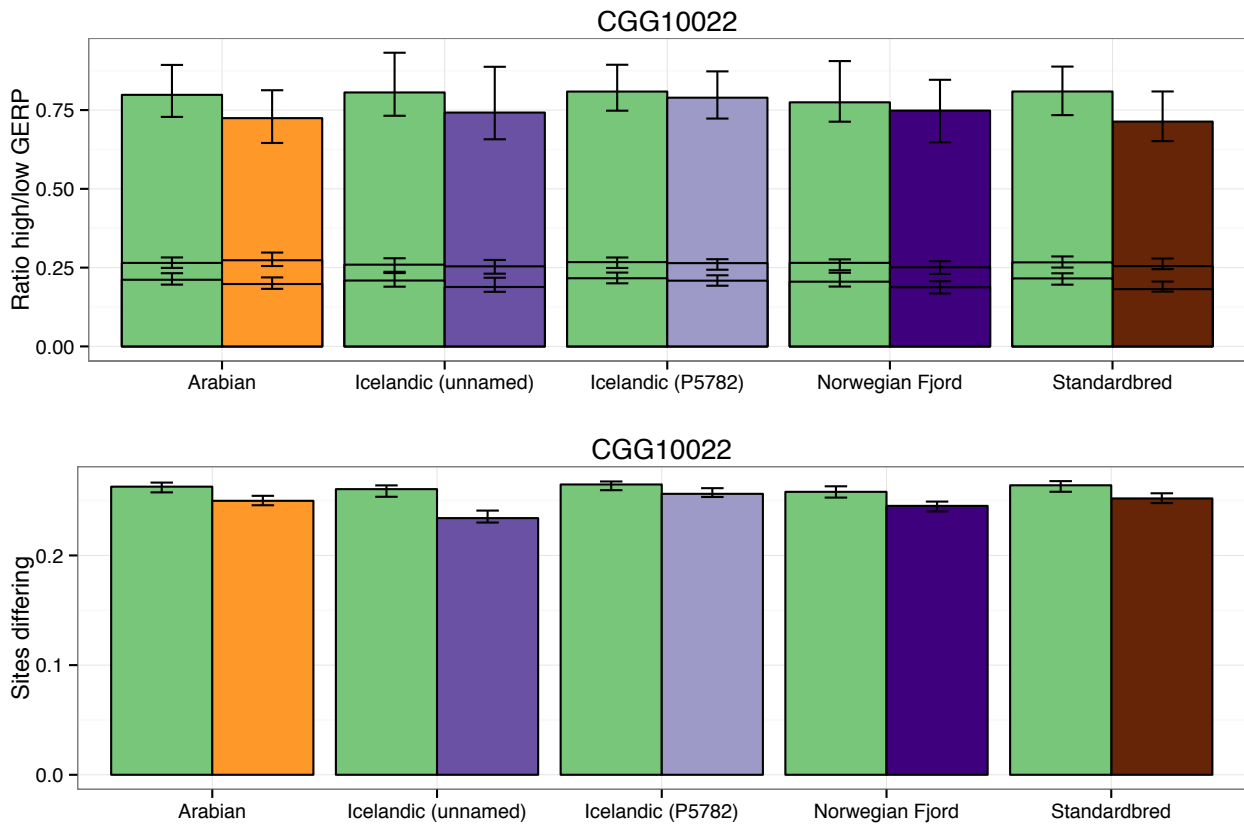 CGG10022
Ratio high/low GERP
0.75
0.50
0.25
0.00
Arabian Icelandic (unnamed) Icelandic (P5782) Norwegian Fjord Standardbred
CGG10022
Sites differing
0.2
0.1
0.0
Arabian Icelandic (unnamed) Icelandic (P5782) Norwegian Fjord Standardbred